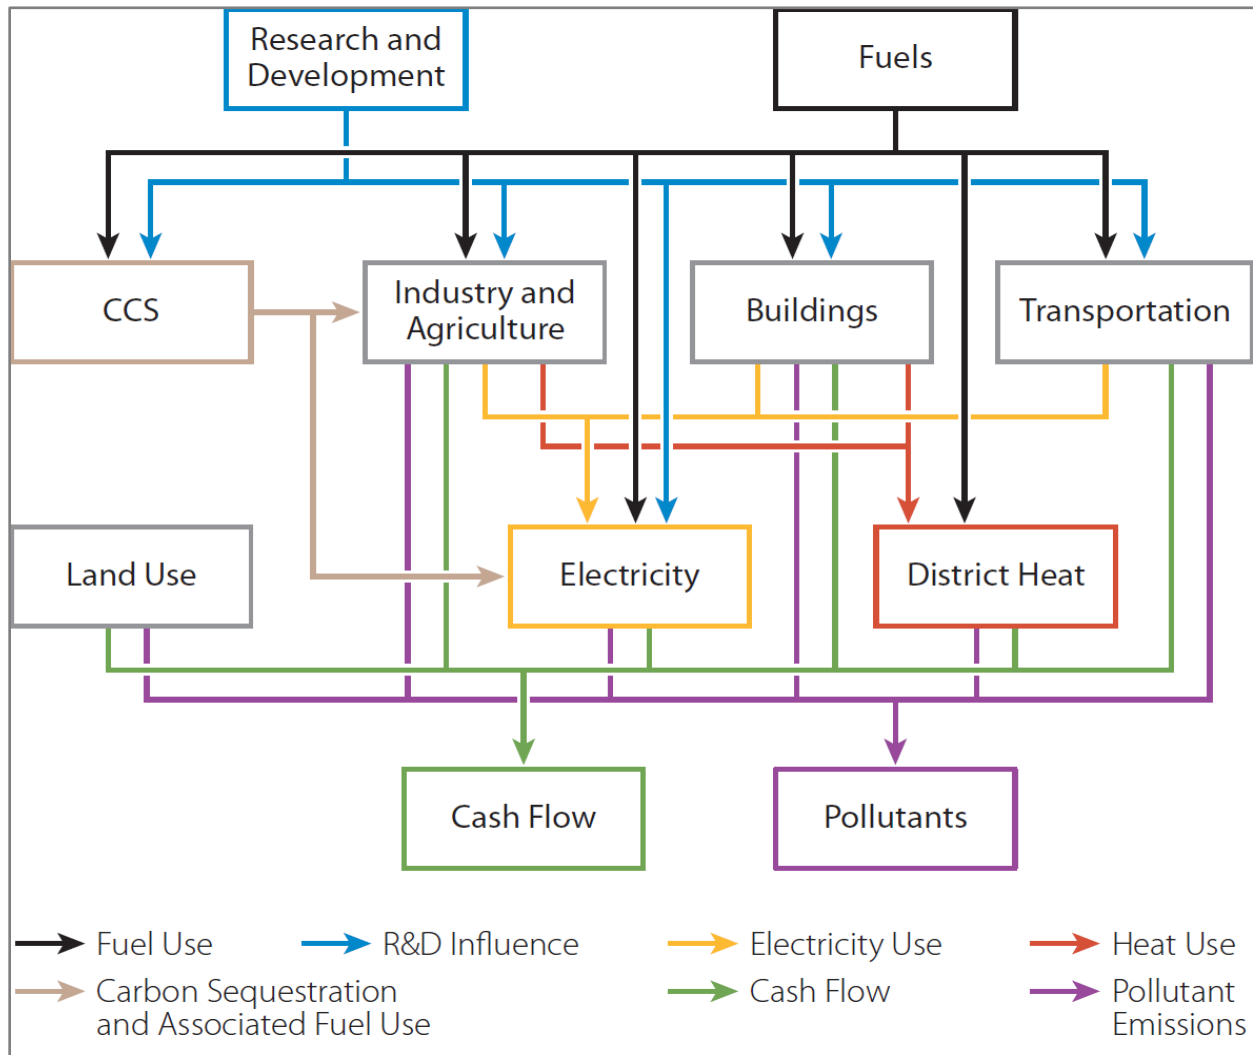 Research and
Development
Fuels
CCS
Industry and
Agriculture
Buildings
Transportation
Land Use
Electricity
District Heat
Cash Flow
Pollutants
Fuel Use
R&D Influence
Electricity Use
Heat Use
Carbon Sequestration
and Associated Fuel Use
Cash Flow
Pollutant
Emissions